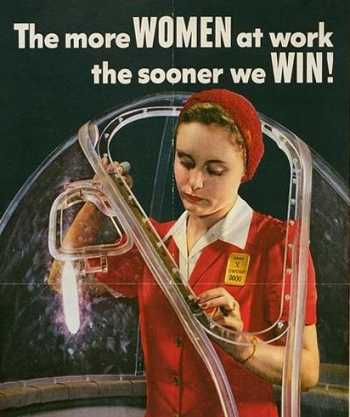 The more WOMEN at work
the sooner we WIN!